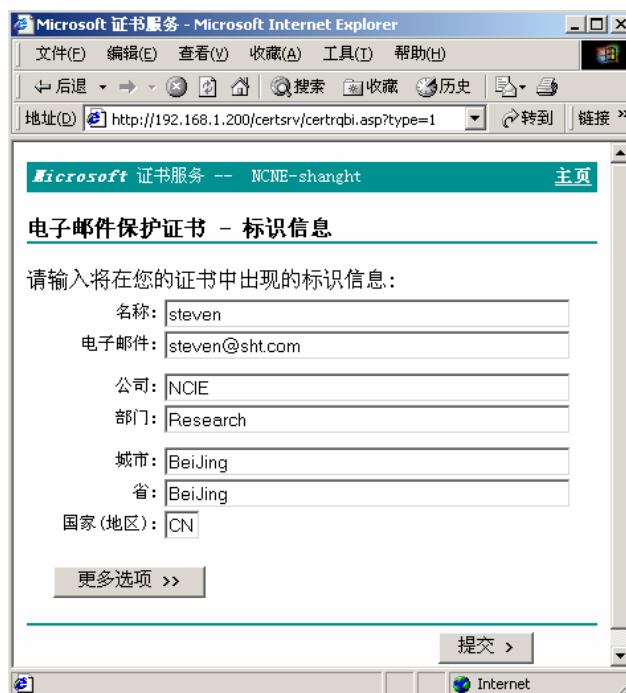 Microsoft 证书服务 - Microsoft Internet Explorer
文件(F) 编辑(E) 查看(V) 收藏(A) 工具(T) 帮助(H)
后退 搜索 收藏 历史
地址(D) http://192.168.1.200/certsrv/certrqbi.asp?type=1 转到 链接 »
Microsoft 证书服务 -- NCNE-shanght 主页
电子邮件保护证书 - 标识信息
请输入将在您的证书中出现的标识信息:
名称: steven
电子邮件: steven@sht.com
公司: NCIE
部门: Research
城市: BeiJing
省: BeiJing
国家(地区): CN
更多选项 >>
提交 >
Internet